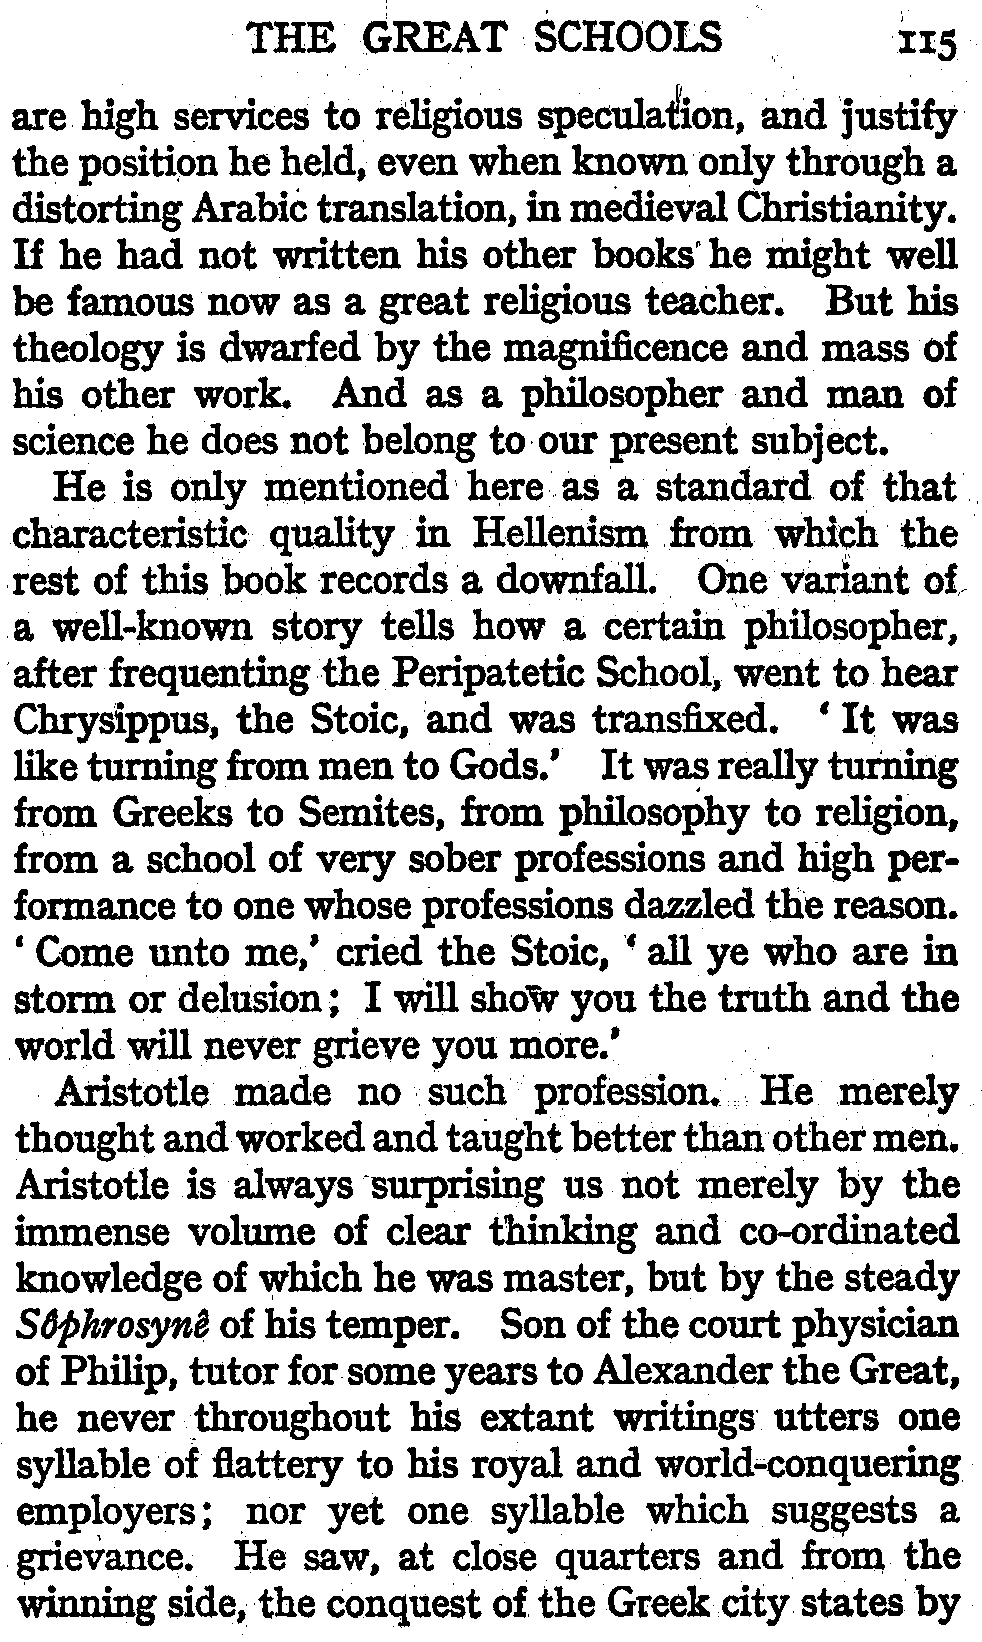 THE GREAT SCHOOLS 115
are high services to religious speculation, and justify
the position he held, even when known only through a
distorting Arabic translation, in medieval Christianity.
If he had not written his other books he might well
be famous now as a great religious teacher. But his
theology is dwarfed by the magnificence and mass of
his other work. And as a philosopher and man of
science he does not belong to our present subject.
He is only mentioned here as a standard of that
characteristic quality in Hellenism from which the
rest of this book records a downfall. One variant of
a well-known story tells how a certain philosopher,
after frequenting the Peripatetic School, went to hear
Chrysippus, the Stoic, and was transfixed. ‘ It was
like turning from men to Gods.’ It was really turning
from Greeks to Semites, from philosophy to religion,
from a school of very sober professions and high per-
formance to one whose professions dazzled the reason.
‘ Come unto me,’ cried the Stoic, ‘ all ye who are in
storm or delusion; I will show you the truth and the
world will never grieve you more.’
Aristotle made no such profession. He merely
thought and worked and taught better than other men.
Aristotle is always surprising us not merely by the
immense volume of clear thinking and co-ordinated
knowledge of which he was master, but by the steady
Sôphrosynê of his temper. Son of the court physician
of Philip, tutor for some years to Alexander the Great,
he never throughout his extant writings utters one
syllable of flattery to his royal and world-conquering
employers; nor yet one syllable which suggests a
grievance. He saw, at close quarters and from the
winning side, the conquest of the Greek city states by